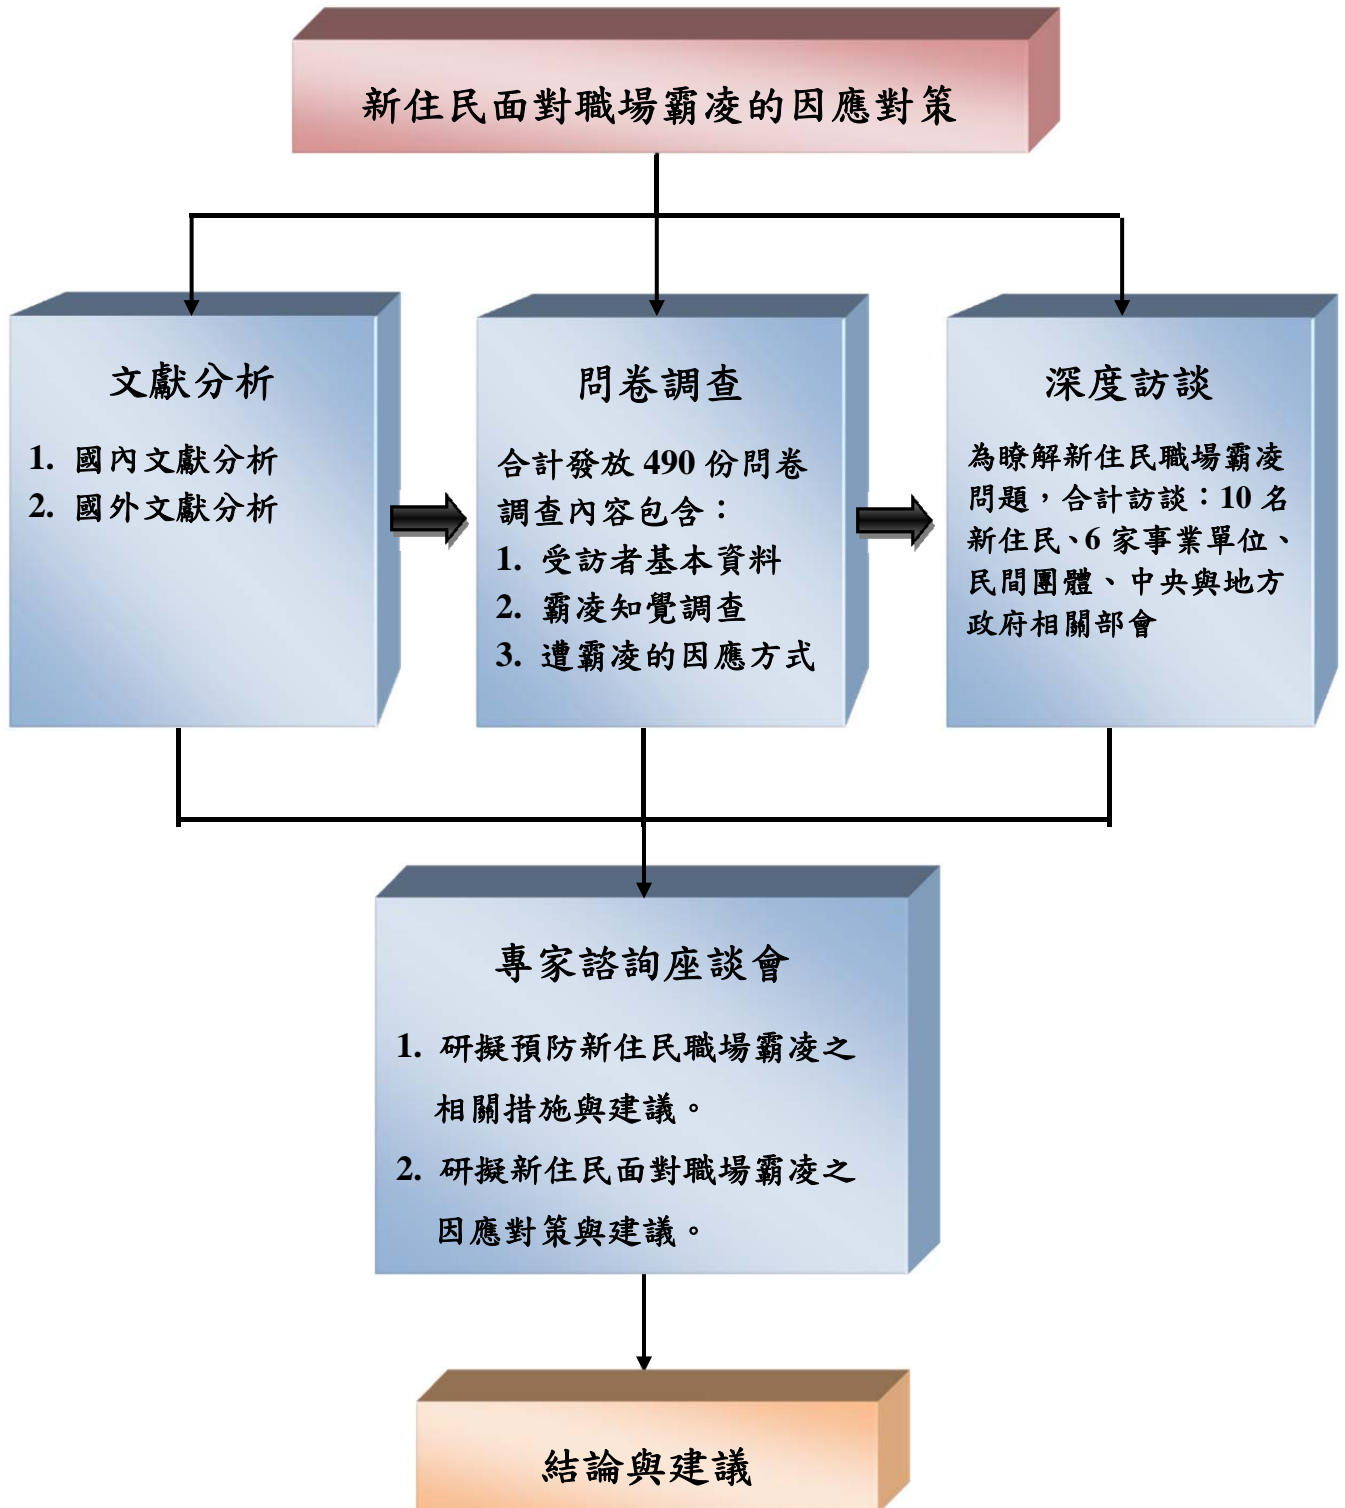 新住民面對職場霸凌的因應對策
文獻分析
1. 國內文獻分析
2. 國外文獻分析
問卷調查
合計發放 490 份問卷
調查內容包含：
1. 受訪者基本資料
2. 霸凌知覺調查
3. 遭霸凌的因應方式
深度訪談
為瞭解新住民職場霸凌
問題，合計訪談：10 名
新住民、6 家事業單位、
民間團體、中央與地方
政府相關部會
專家諮詢座談會
1. 研擬預防新住民職場霸凌之
相關措施與建議。
2. 研擬新住民面對職場霸凌之
因應對策與建議。
結論與建議